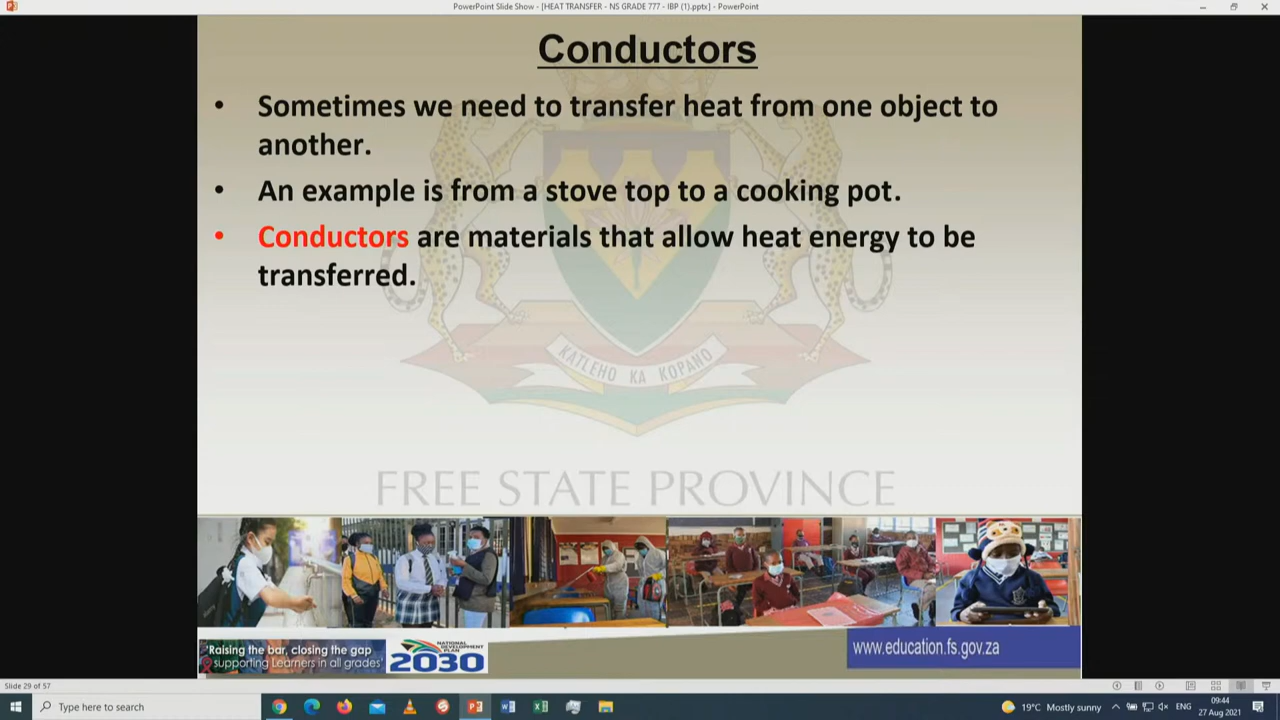 PowerPoint Slide Show - [HEAT TRANSFER - NS GRADE 777 - IBP (1).pptx] - PowerPoint
Conductors
• Sometimes we need to transfer heat from one object to
another.
• An example is from a stove top to a cooking pot.
• Conductors are materials that allow heat energy to be
transferred.
KATLEHO KA KOPANO
FREE STATE PROVINCE
'Raising the bar, closing the gap
supporting Learners in all grades'
NATIONAL
DEVELOPMENT
PLAN
2030
www.education.fs.gov.za
Slide 29 of 57
Type here to search
19°C Mostly sunny
ENG
09:44
27 Aug 2021